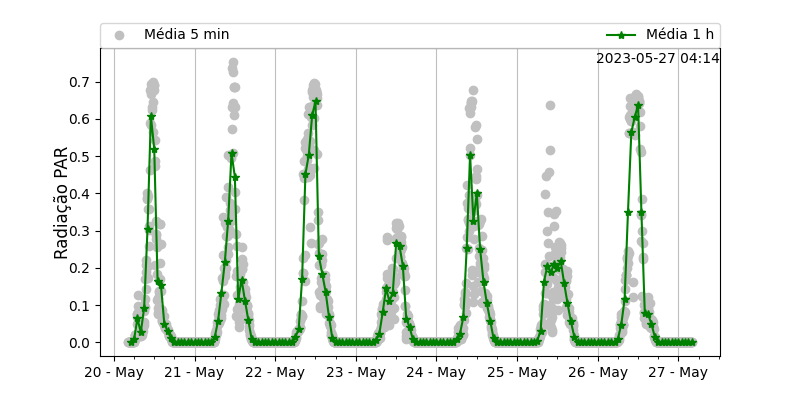 Média 5 min
Média 1 h
2023-05-27 04:14
Radiação PAR
0.7
0.6
0.5
0.4
0.3
0.2
0.1
0.0
20 - May 21 - May 22 - May 23 - May 24 - May 25 - May 26 - May 27 - May